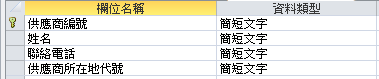 欄位名稱 資料類型
供應商編號 簡短文字
姓名 簡短文字
聯絡電話 簡短文字
供應商所在地代號 簡短文字